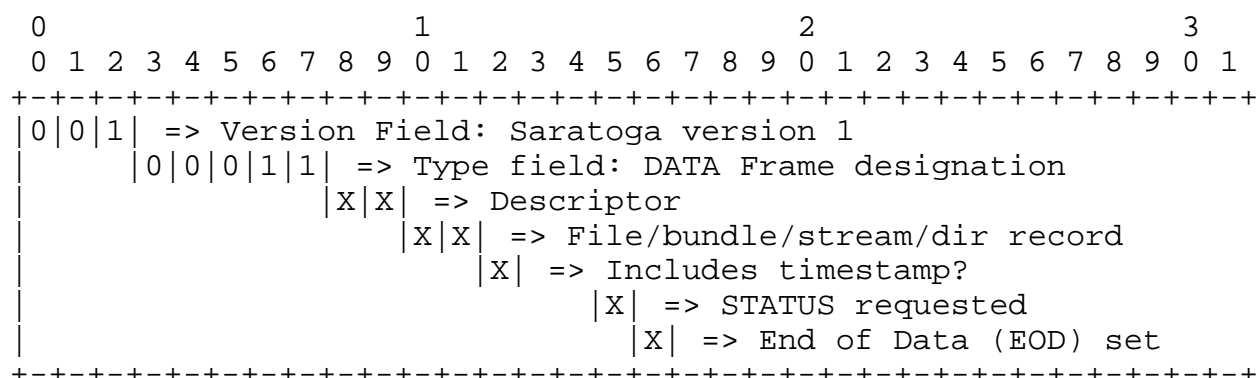 0                   1                   2                   3
 0 1 2 3 4 5 6 7 8 9 0 1 2 3 4 5 6 7 8 9 0 1 2 3 4 5 6 7 8 9 0 1
+-+-+-+-+-+-+-+-+-+-+-+-+-+-+-+-+-+-+-+-+-+-+-+-+-+-+-+-+-+-+-+-+
|0|0|1| => Version Field: Saratoga version 1
|     |0|0|0|1|1| => Type field: DATA Frame designation
|               |X|X| => Descriptor
|                   |X|X| => File/bundle/stream/dir record
|                       |X| => Includes timestamp?
|                             |X| => STATUS requested
|                               |X| => End of Data (EOD) set
+-+-+-+-+-+-+-+-+-+-+-+-+-+-+-+-+-+-+-+-+-+-+-+-+-+-+-+-+-+-+-+-+